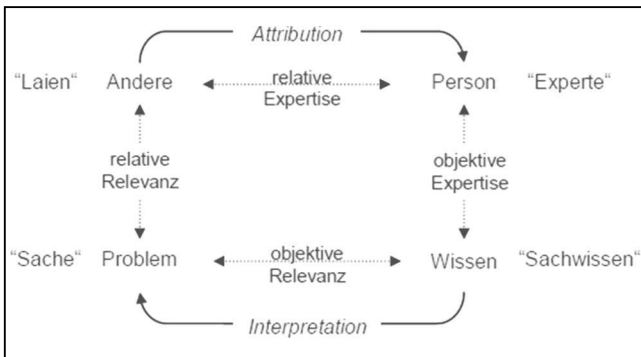 Attribution
"Laien" Andere relative Person "Experte"
Expertise
relative objektive
Relevanz Expertise
"Sache" Problem objektive Wissen "Sachwissen"
Relevanz
Interpretation